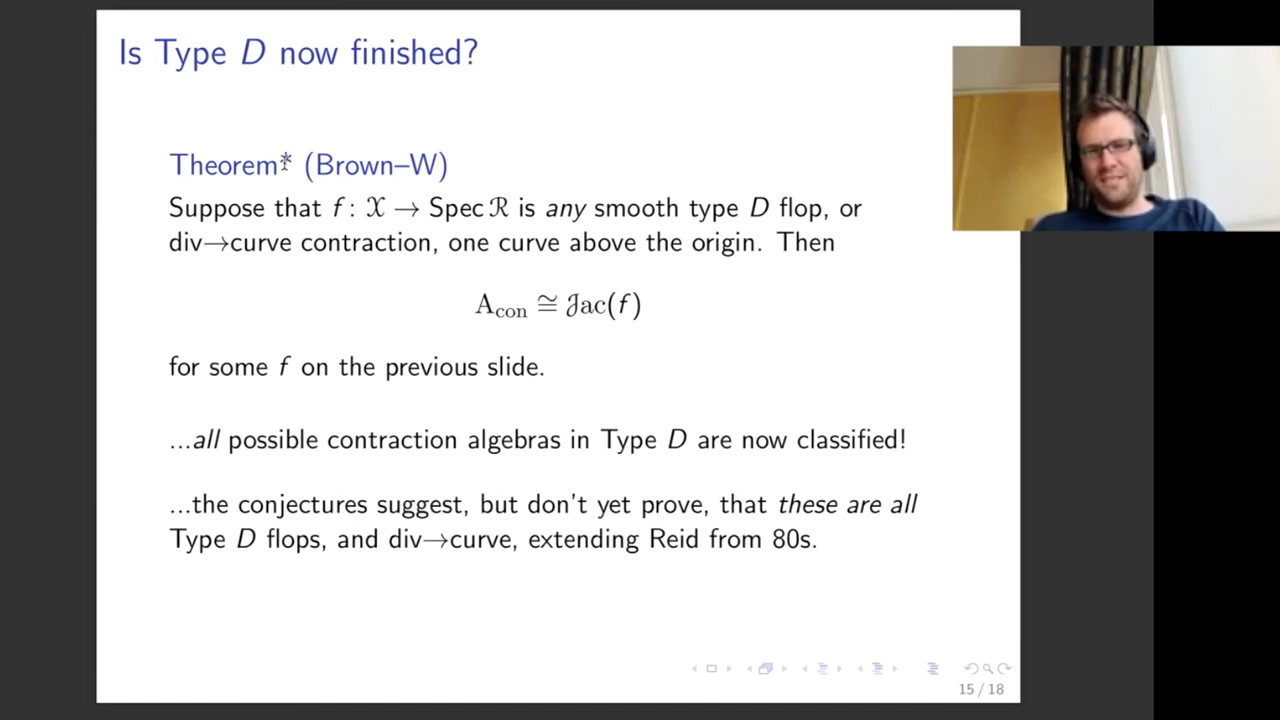 Is Type D now finished?
Theorem* (Brown–W)
Suppose that f : 𝒳 → Spec ℛ is any smooth type D flop, or
div→curve contraction, one curve above the origin. Then
A_con ≅ 𝒥ac(f)
for some f on the previous slide.
...all possible contraction algebras in Type D are now classified!
...the conjectures suggest, but don't yet prove, that these are all
Type D flops, and div→curve, extending Reid from 80s.
15 / 18